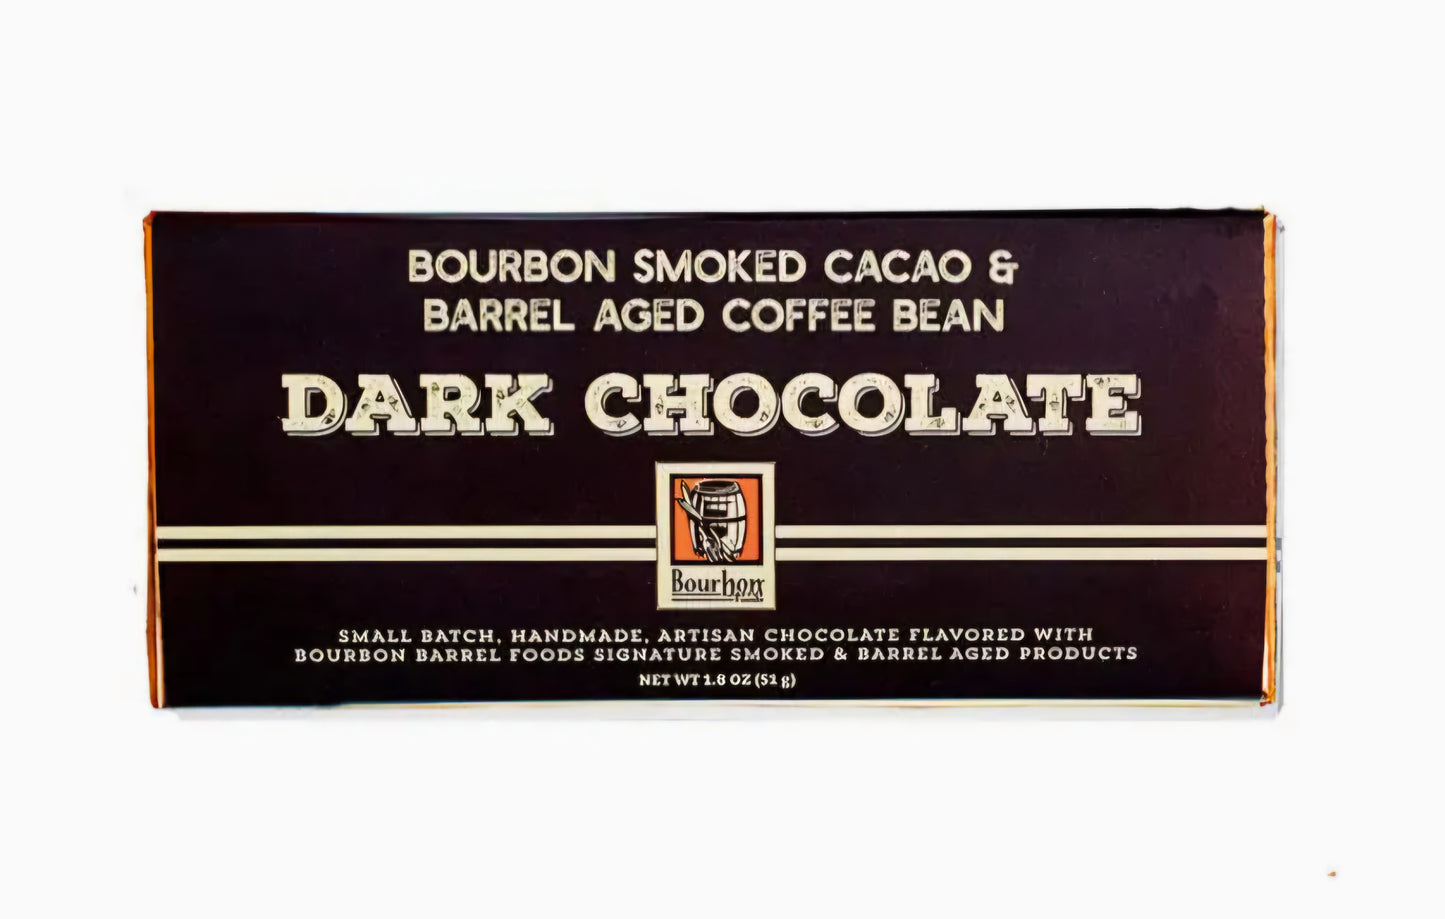 BOURBON SMOKED CACAO &
BARREL AGED COFFEE BEAN
DARK CHOCOLATE
Bourbon
SMALL BATCH, HANDMADE, ARTISAN CHOCOLATE FLAVORED WITH
BOURBON BARREL FOODS SIGNATURE SMOKED & BARREL AGED PRODUCTS
NET WT 1.8 OZ (51 g)